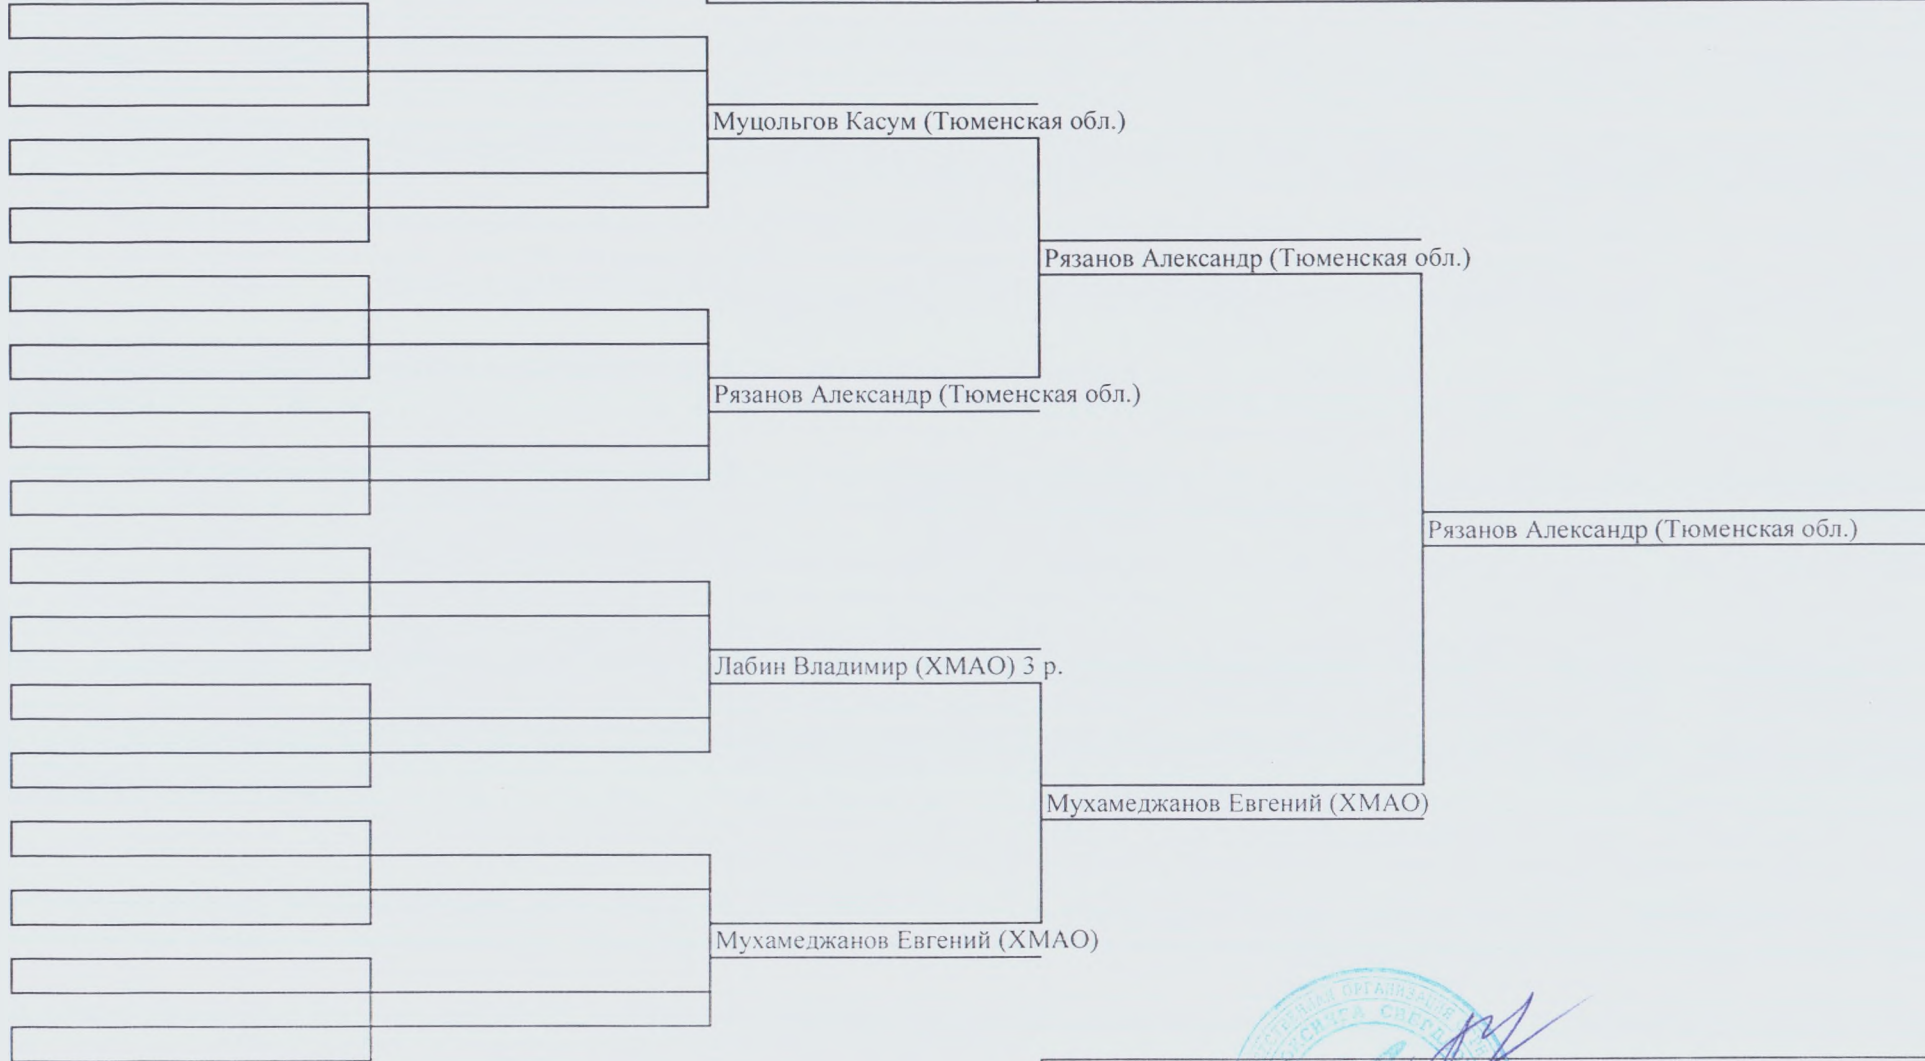 Муцольгов Касум (Тюменская обл.)
Рязанов Александр (Тюменская обл.)
Рязанов Александр (Тюменская обл.)
Рязанов Александр (Тюменская обл.)
Лабин Владимир (ХМАО) 3 р.
Мухамеджанов Евгений (ХМАО)
Мухамеджанов Евгений (ХМАО)
ОРГАНИЗАЦИЯ